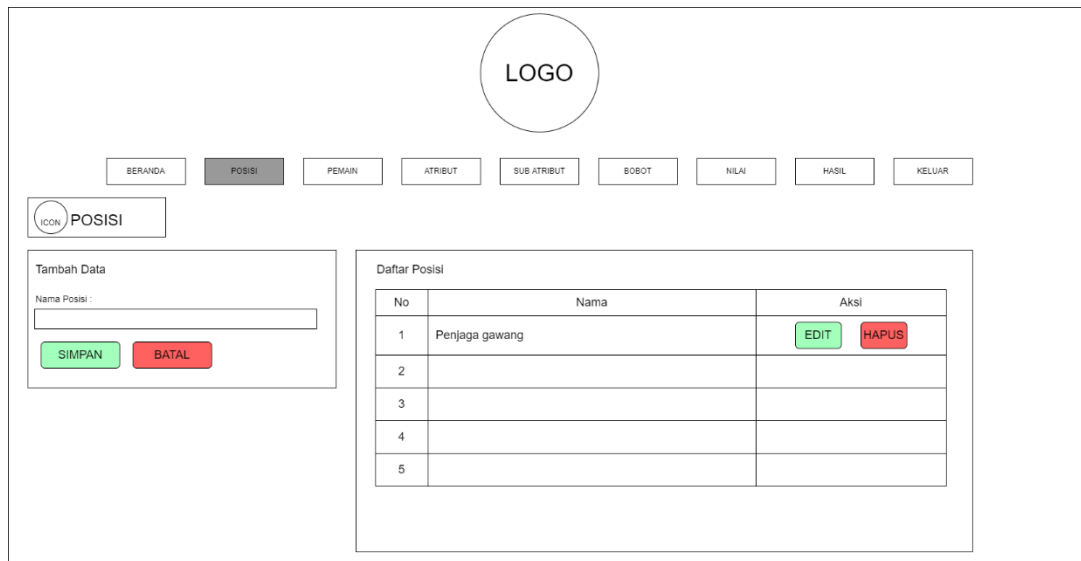 LOGO
BERANDA POSISI PEMAIN ATRIBUT SUB ATRIBUT BOBOT NILAI HASIL KELUAR
ICON POSISI
Tambah Data
Nama Posisi :
SIMPAN BATAL
Daftar Posisi
No Nama Aksi
1 Penjaga gawang EDIT HAPUS
2
3
4
5